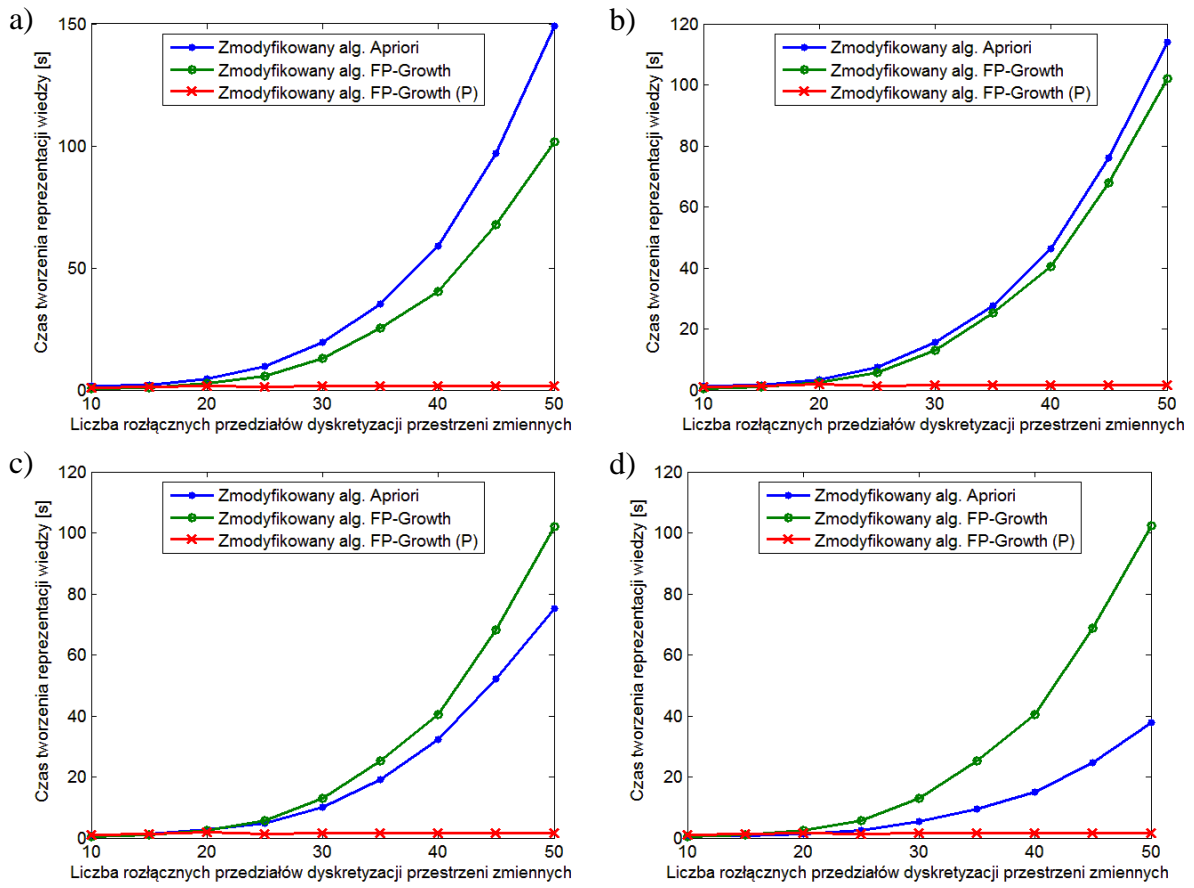 a)
Czas tworzenia reprezentacji wiedzy [s]
150
100
50
0
Zmodyfikowany alg. Apriori
Zmodyfikowany alg. FP-Growth
Zmodyfikowany alg. FP-Growth (P)
10 20 30 40 50
Liczba rozłącznych przedziałów dyskretyzacji przestrzeni zmiennych
b)
Czas tworzenia reprezentacji wiedzy [s]
120
100
80
60
40
20
0
Zmodyfikowany alg. Apriori
Zmodyfikowany alg. FP-Growth
Zmodyfikowany alg. FP-Growth (P)
10 20 30 40 50
Liczba rozłącznych przedziałów dyskretyzacji przestrzeni zmiennych
c)
Czas tworzenia reprezentacji wiedzy [s]
120
100
80
60
40
20
0
Zmodyfikowany alg. Apriori
Zmodyfikowany alg. FP-Growth
Zmodyfikowany alg. FP-Growth (P)
10 20 30 40 50
Liczba rozłącznych przedziałów dyskretyzacji przestrzeni zmiennych
d)
Czas tworzenia reprezentacji wiedzy [s]
120
100
80
60
40
20
0
Zmodyfikowany alg. Apriori
Zmodyfikowany alg. FP-Growth
Zmodyfikowany alg. FP-Growth (P)
10 20 30 40 50
Liczba rozłącznych przedziałów dyskretyzacji przestrzeni zmiennych